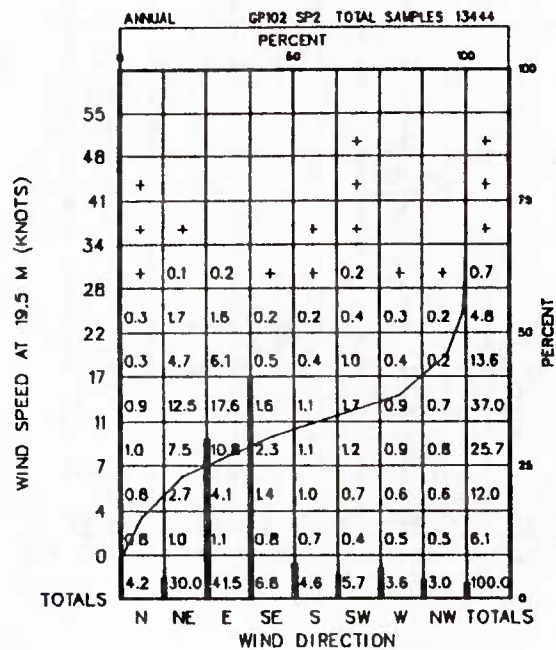 ANNUAL GP102 SP2 TOTAL SAMPLES 13444
PERCENT
0 50 100
100
55
+ +
48
+ + +
41 75
+ + + + +
34
+ 0.1 0.2 + + 0.2 + + 0.7
28
0.3 1.7 1.6 0.2 0.2 0.4 0.3 0.2 4.8
22 50
0.3 4.7 6.1 0.5 0.4 1.0 0.4 0.2 13.6
17
0.9 12.5 17.6 1.6 1.1 1.7 0.9 0.7 37.0
11
1.0 7.5 10.8 2.3 1.1 1.2 0.9 0.8 25.7
7 25
0.8 2.7 4.1 1.4 1.0 0.7 0.6 0.6 12.0
4
0.8 1.0 1.1 0.8 0.7 0.4 0.5 0.5 6.1
0
4.2 30.0 41.5 6.8 4.6 5.7 3.6 3.0 100.0
TOTALS 0
N NE E SE S SW W NW TOTALS
WIND DIRECTION
WIND SPEED AT 19.5 M (KNOTS)
PERCENT